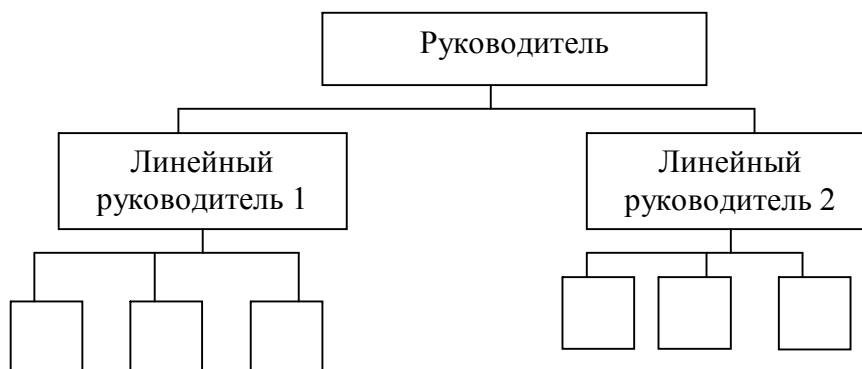 Руководитель
Линейный
руководитель 1
Линейный
руководитель 2